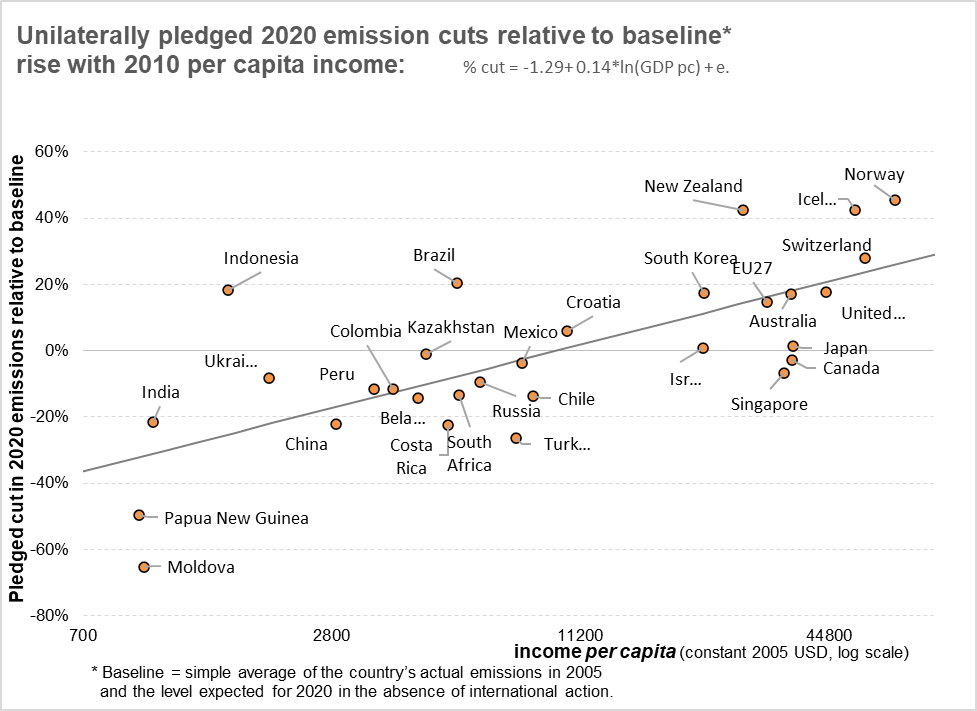 Unilaterally pledged 2020 emission cuts relative to baseline*
rise with 2010 per capita income:
% cut = -1.29+ 0.14*ln(GDP pc) + e.
Pledged cut in 2020 emissions relative to baseline
60%
40%
20%
0%
-20%
-40%
-60%
-80%
Norway
New Zealand
Icel...
Switzerland
Indonesia
Brazil
South Korea
EU27
Croatia
Australia
United...
Colombia
Kazakhstan
Mexico
Japan
Ukrai...
Canada
Peru
Isr...
India
Chile
Singapore
Bela...
Russia
China
Costa
Rica
South
Africa
Turk...
Papua New Guinea
Moldova
700
2800
11200
44800
income per capita (constant 2005 USD, log scale)
* Baseline = simple average of the country's actual emissions in 2005
and the level expected for 2020 in the absence of international action.